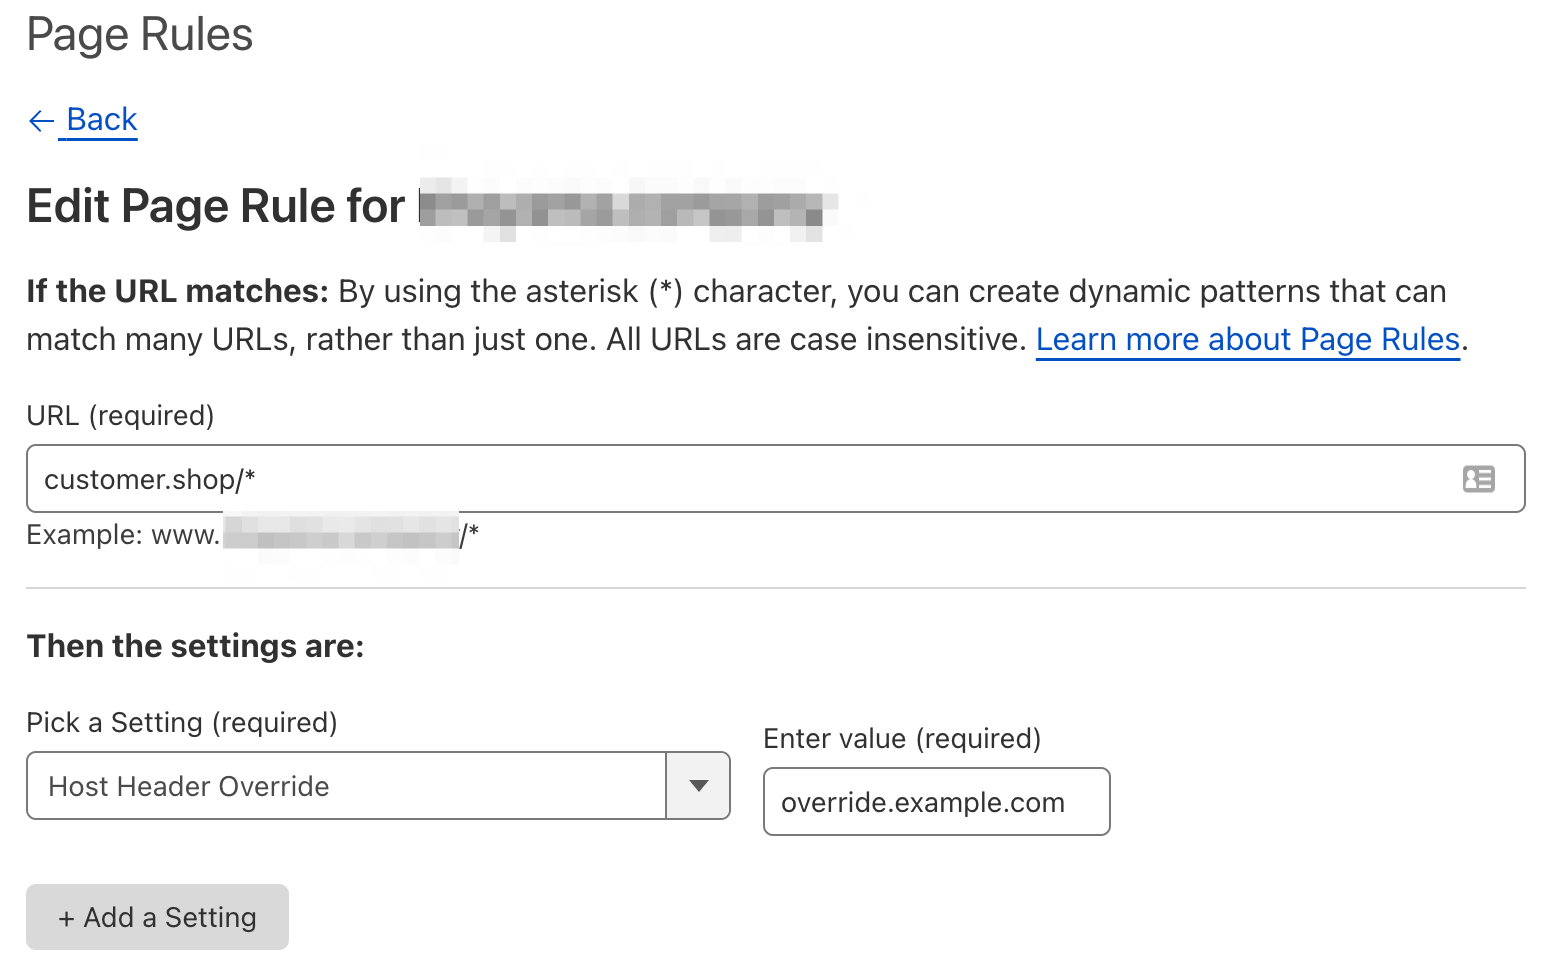 Page Rules
← Back
Edit Page Rule for
If the URL matches: By using the asterisk (*) character, you can create dynamic patterns that can
match many URLs, rather than just one. All URLs are case insensitive. Learn more about Page Rules.
URL (required)
customer.shop/*
Example: www. /*
Then the settings are:
Pick a Setting (required)
Enter value (required)
Host Header Override
override.example.com
+ Add a Setting